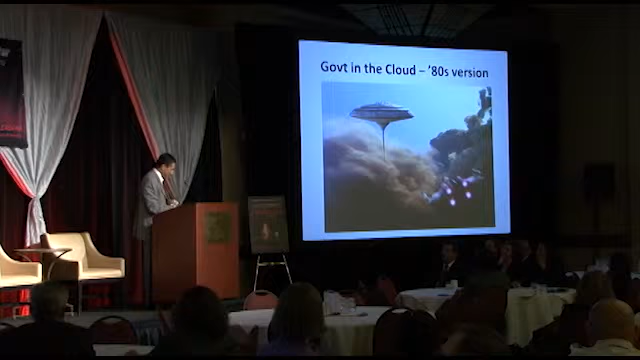 Govt in the Cloud – '80s version